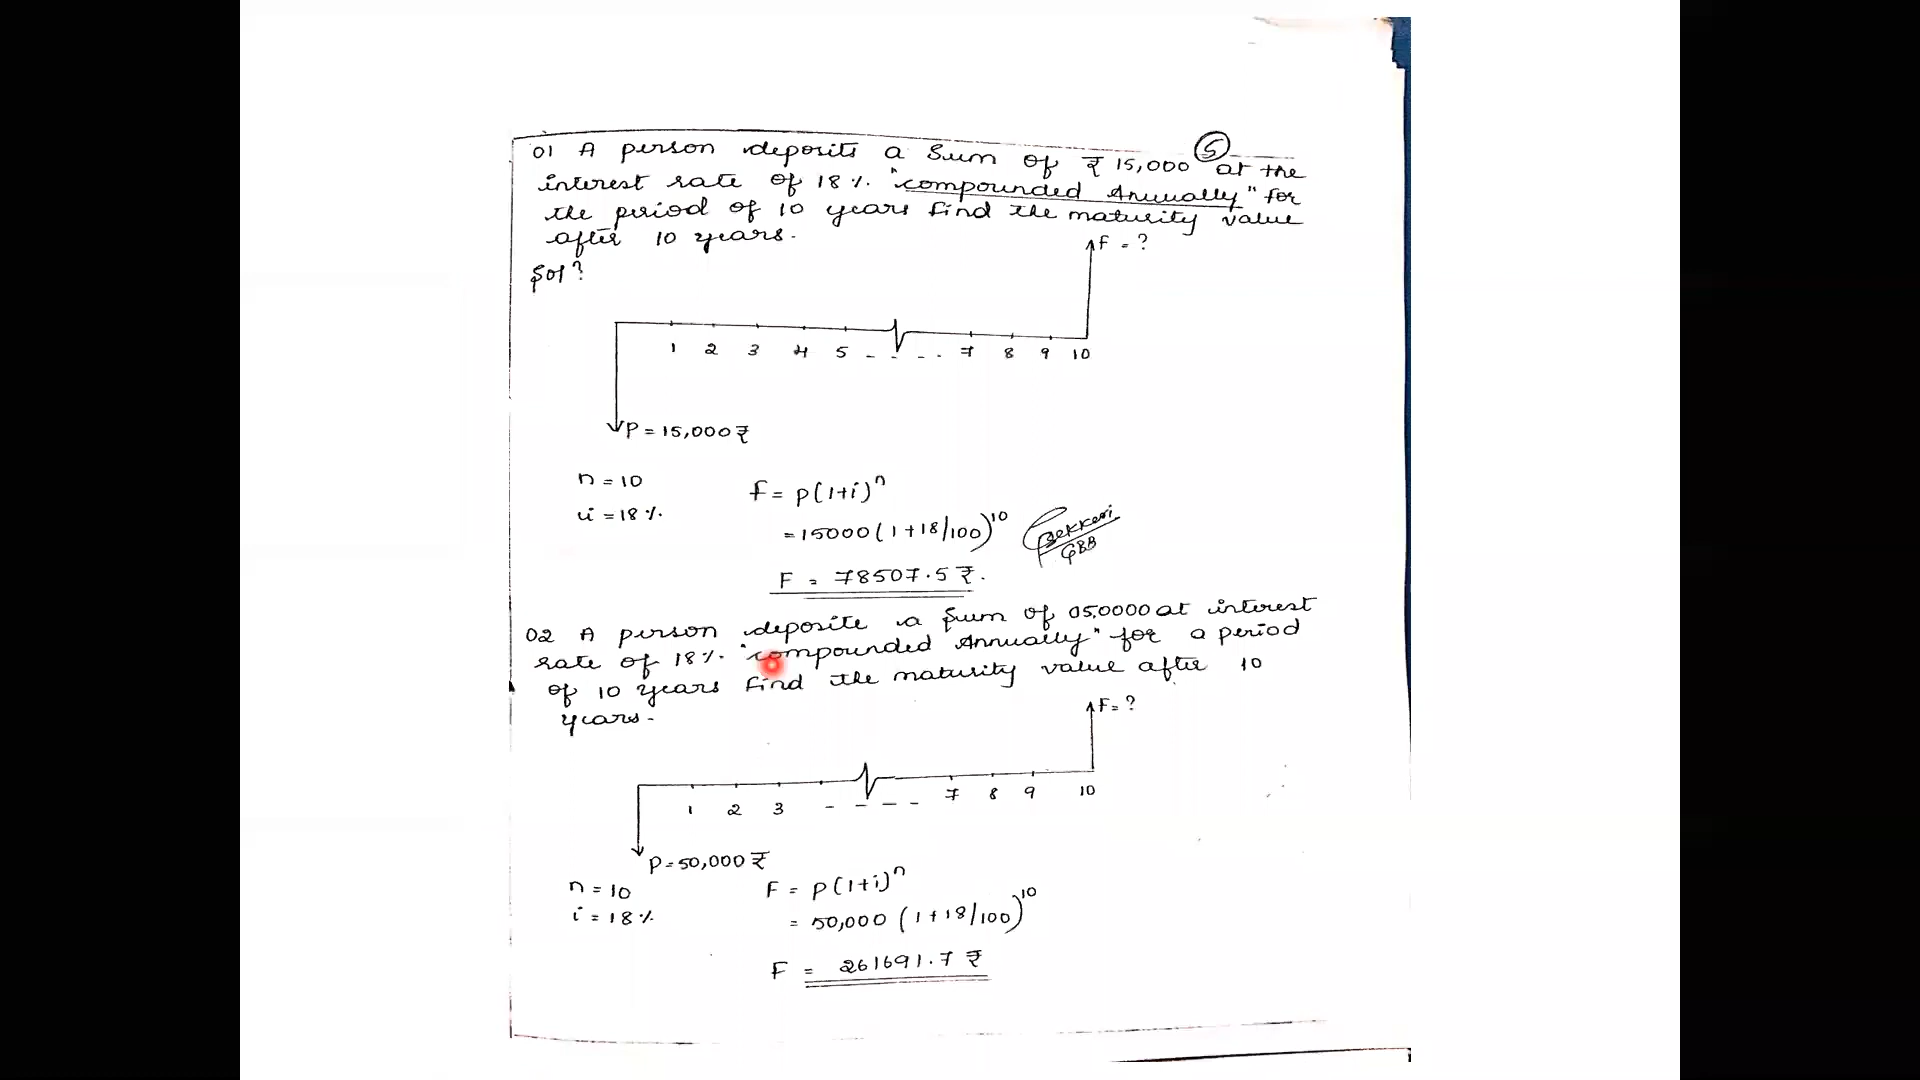 5
01 A person deposits a Sum of ₹ 15,000 at the
interest rate of 18%. "compounded Annually" for
the period of 10 years find the maturity value
after 10 years.
Sol?
F = ?
1 2 3 4 5 - - - . 7 8 9 10
P = 15,000 ₹
n = 10
F = P(1+i)^n
i = 18%.
= 15000 (1 + 18/100)^10
GBB
F = 78507.5 ₹.
02 A person deposite a Sum of 05,0000 at interest
rate of 18%. "compounded Annually" for a period
of 10 years find the maturity value after 10
years.
F = ?
1 2 3 - - - - 7 8 9 10
P = 50,000 ₹
n = 10
F = P(1+i)^n
i = 18%
= 50,000 (1 + 18/100)^10
F = 261691.7 ₹